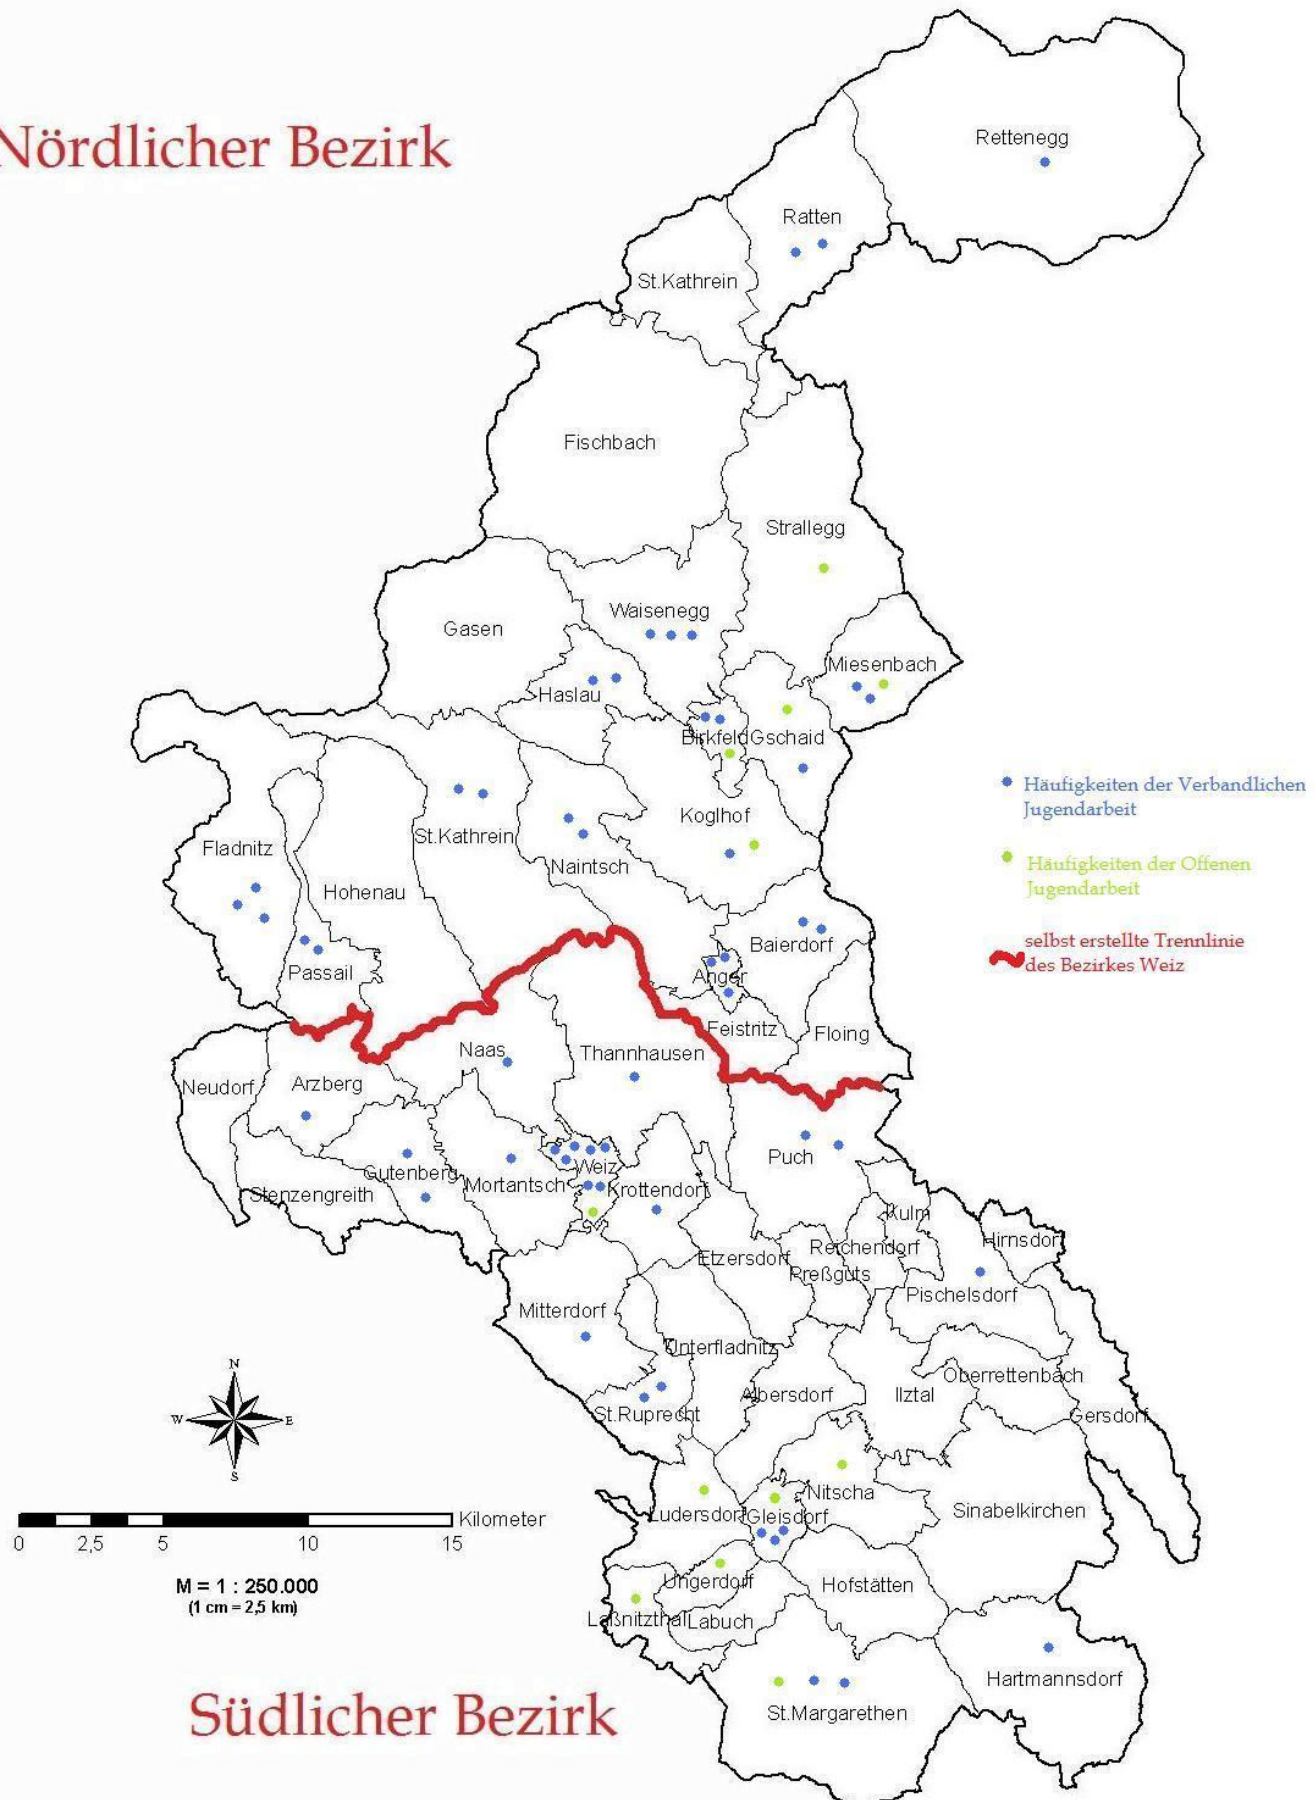 Nördlicher Bezirk
Rettenegg
Ratten
St.Kathrein
Fischbach
Strallegg
Waisenegg
Gasen
Miesenbach
Haslau
Birkfeld
Gschaid
Häufigkeiten der Verbandlichen
Jugendarbeit
Koglhof
St.Kathrein
Fladnitz
Naintsch
Häufigkeiten der Offenen
Jugendarbeit
Hohenau
Baierdorf
selbst erstellte Trennlinie
des Bezirkes Weiz
Passail
Anger
Feistritz
Floing
Naas
Thannhausen
Neudorf
Arzberg
Puch
Weiz
Gutenberg
Mortantsch
Krottendorf
Stenzengreith
Kulm
Hirnsdorf
Reichendorf
Etzersdorf
Preßguts
Pischelsdorf
Mitterdorf
Unterfladnitz
Oberrettenbach
Albersdorf
Ilztal
St.Ruprecht
Gersdorf
N
W
E
S
Nitscha
Sinabelkirchen
Ludersdorf
Gleisdorf
Kilometer
0 2,5 5 10 15
Ungerdorf
Hofstätten
M = 1 : 250.000
(1 cm = 2,5 km)
Laßnitzthal
Labuch
Hartmannsdorf
St.Margarethen
Südlicher Bezirk